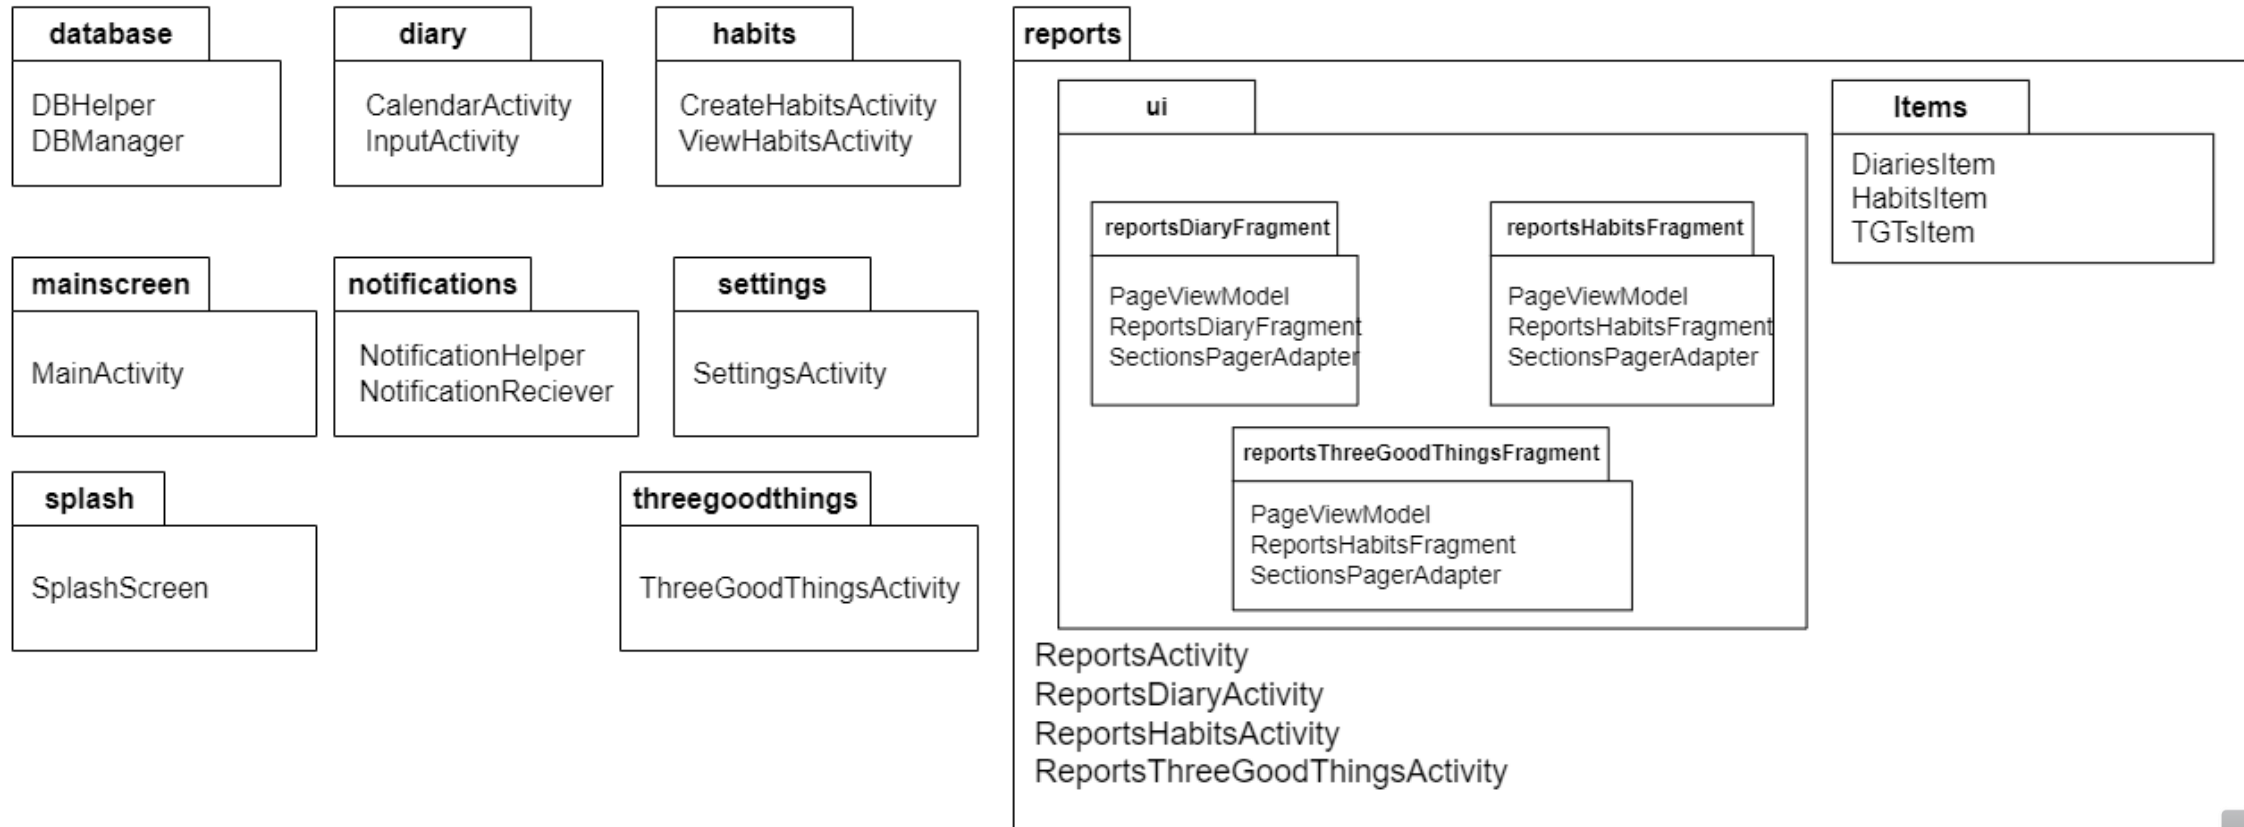 database
DBHelper
DBManager
diary
CalendarActivity
InputActivity
habits
CreateHabitsActivity
ViewHabitsActivity
mainscreen
MainActivity
notifications
NotificationHelper
NotificationReciever
settings
SettingsActivity
splash
SplashScreen
threegoodthings
ThreeGoodThingsActivity
reports
ui
reportsDiaryFragment
PageViewModel
ReportsDiaryFragment
SectionsPagerAdapter
reportsHabitsFragment
PageViewModel
ReportsHabitsFragment
SectionsPagerAdapter
reportsThreeGoodThingsFragment
PageViewModel
ReportsHabitsFragment
SectionsPagerAdapter
Items
DiariesItem
HabitsItem
TGTsItem
ReportsActivity
ReportsDiaryActivity
ReportsHabitsActivity
ReportsThreeGoodThingsActivity